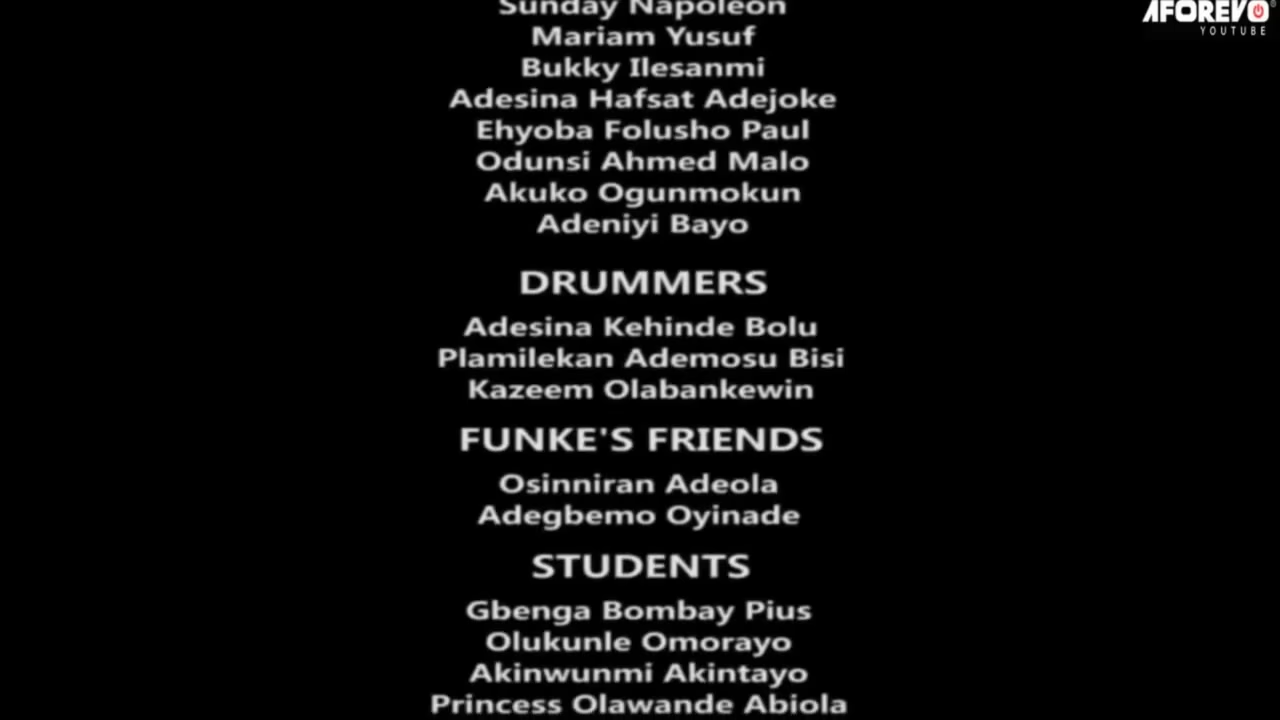 AFOREVO
YOUTUBE
Sunday Napoleon
Mariam Yusuf
Bukky Ilesanmi
Adesina Hafsat Adejoke
Ehyoba Folusho Paul
Odunsi Ahmed Malo
Akuko Ogunmokun
Adeniyi Bayo
DRUMMERS
Adesina Kehinde Bolu
Plamilekan Ademosu Bisi
Kazeem Olabankewin
FUNKE'S FRIENDS
Osinniran Adeola
Adegbemo Oyinade
STUDENTS
Gbenga Bombay Pius
Olukunle Omorayo
Akinwunmi Akintayo
Princess Olawande Abiola